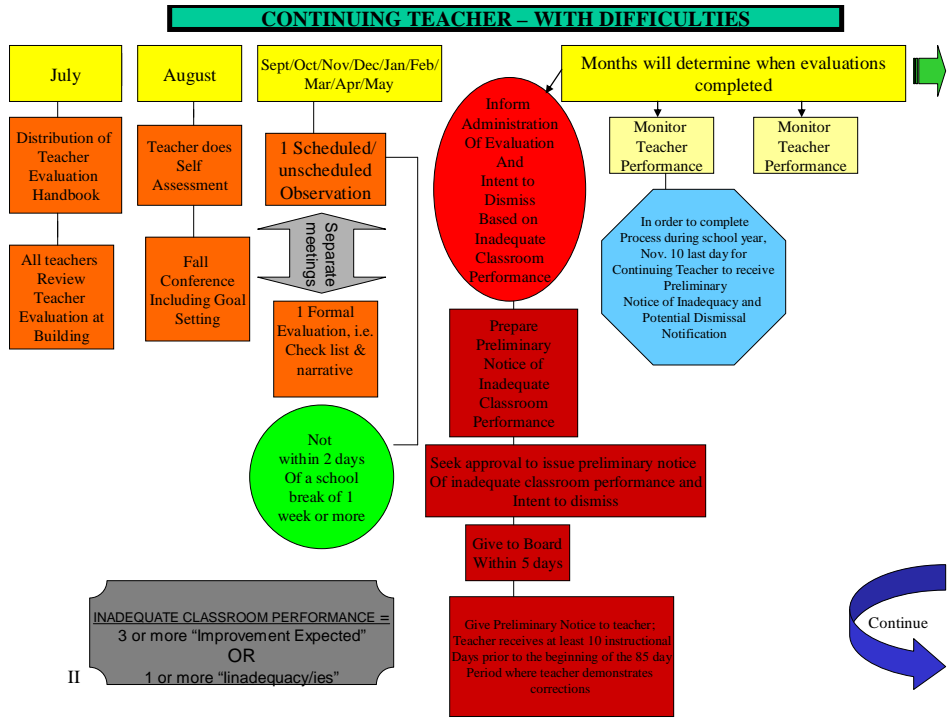 CONTINUING TEACHER – WITH DIFFICULTIES
July
Distribution of
Teacher
Evaluation
Handbook
All teachers
Review
Teacher
Evaluation at
Building
August
Teacher does
Self
Assessment
Fall
Conference
Including Goal
Setting
Sept/Oct/Nov/Dec/Jan/Feb/
Mar/Apr/May
1 Scheduled/
unscheduled
Observation
Separate
meetings
1 Formal
Evaluation, i.e.
Check list &
narrative
Not
within 2 days
Of a school
break of 1
week or more
Inform
Administration
Of Evaluation
And
Intent to
Dismiss
Based on
Inadequate
Classroom
Performance
Prepare
Preliminary
Notice of
Inadequate
Classroom
Performance
Seek approval to issue preliminary notice
Of inadequate classroom performance and
Intent to dismiss
Give to Board
Within 5 days
Give Preliminary Notice to teacher;
Teacher receives at least 10 instructional
Days prior to the beginning of the 85 day
Period where teacher demonstrates
corrections
Months will determine when evaluations
completed
Monitor
Teacher
Performance
Monitor
Teacher
Performance
In order to complete
Process during school year,
Nov. 10 last day for
Continuing Teacher to receive
Preliminary
Notice of Inadequacy and
Potential Dismissal
Notification
INADEQUATE CLASSROOM PERFORMANCE =
3 or more “Improvement Expected”
OR
1 or more “Iinadequacy/ies”
II
Continue